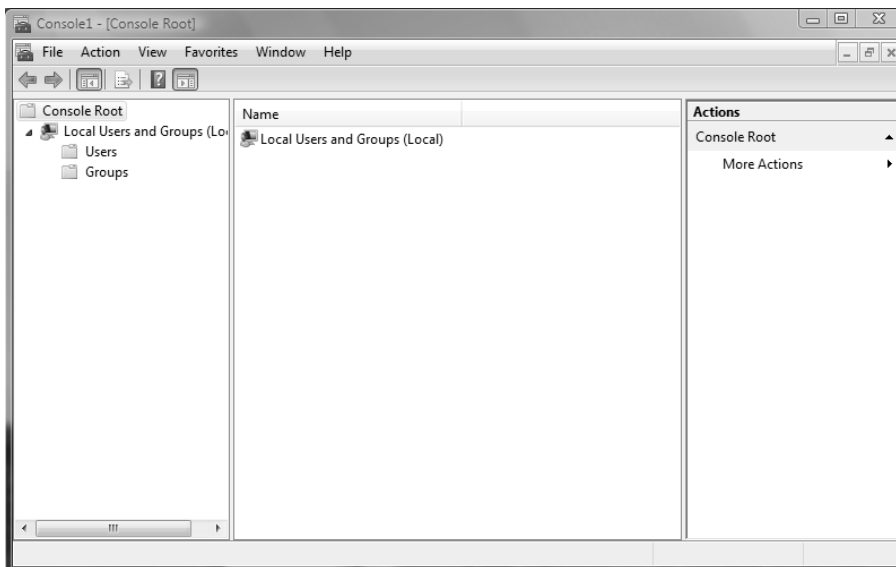 Console1 - [Console Root]
File Action View Favorites Window Help
Console Root
Local Users and Groups (Lo
Users
Groups
Name
Local Users and Groups (Local)
Actions
Console Root
More Actions